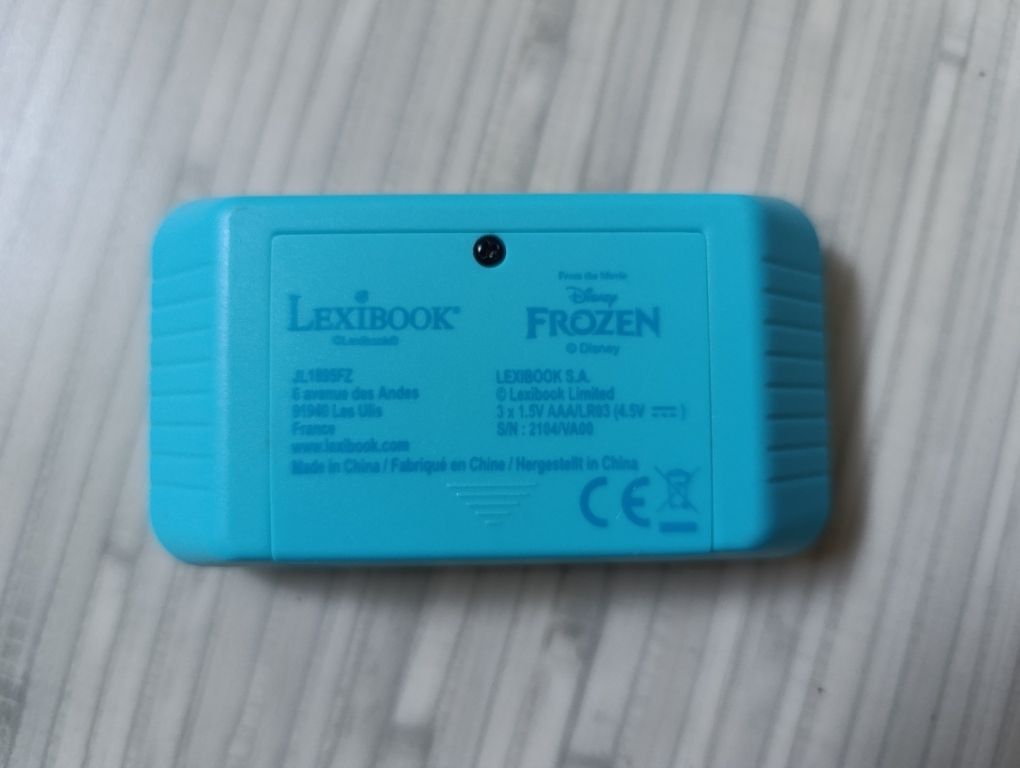 LEXIBOOK®
©Lexibook®
JL1895FZ
6 avenue des Andes
91940 Les Ulis
France
www.lexibook.com
From the Movie
Disney
FROZEN
© Disney
LEXIBOOK S.A.
© Lexibook Limited
3 x 1.5V AAA/LR03 (4.5V ⎓)
S/N : 2104/VA00
Made in China / Fabriqué en Chine / Hergestellt in China
CE